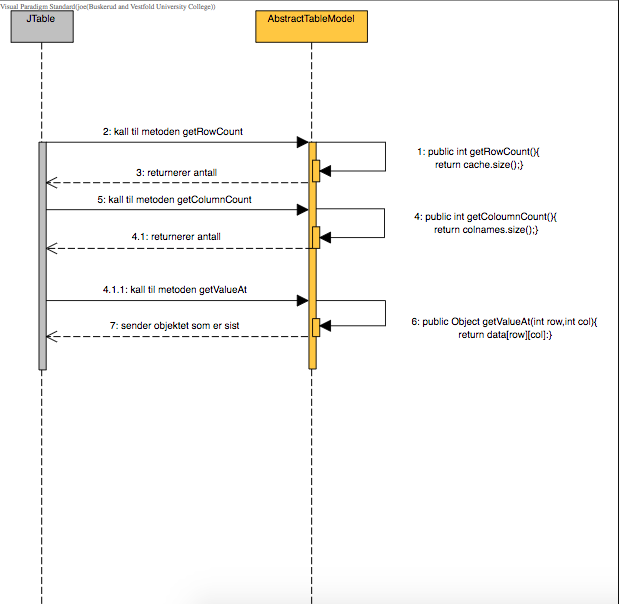 Visual Paradigm Standard(joe(Buskerud and Vestfold University College))
JTable
AbstractTableModel
2: kall til metoden getRowCount
1: public int getRowCount(){
return cache.size();}
3: returnerer antall
5: kall til metoden getColumnCount
4: public int getColoumnCount(){
return colnames.size();}
4.1: returnerer antall
4.1.1: kall til metoden getValueAt
6: public Object getValueAt(int row,int col){
return data[row][col]:}
7: sender objektet som er sist